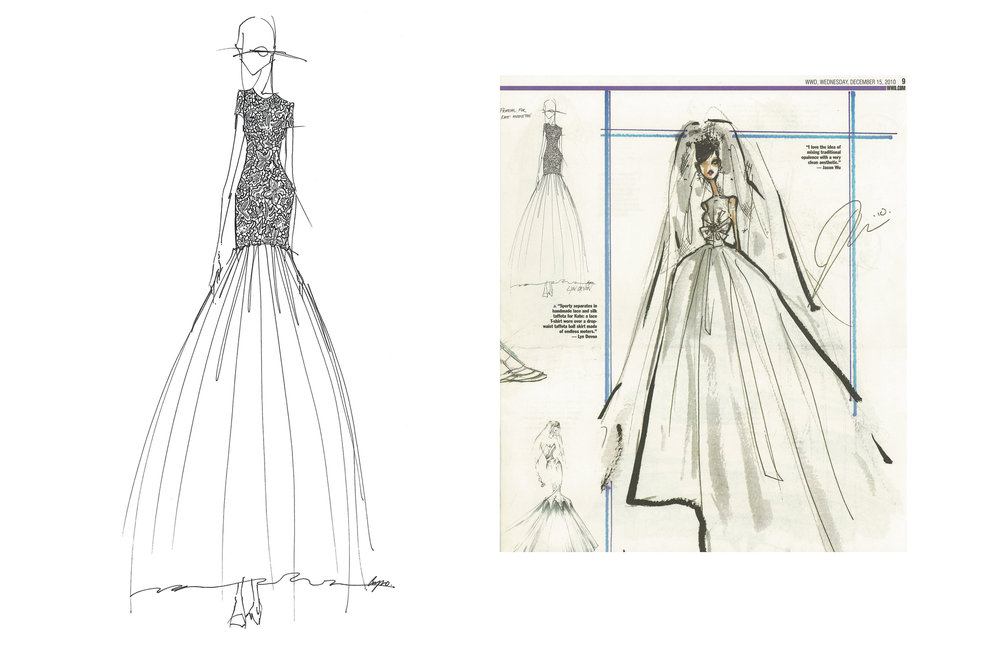 WWD, WEDNESDAY, DECEMBER 15, 2010 9
WWD.COM
"I love the idea of
mixing traditional
opulence with a very
clean aesthetic."
— Jason Wu
LYN DEVON
"Sporty separates in
handmade lace and silk
taffeta for Kate: a lace
T-shirt worn over a drop-
waist taffeta ball skirt made
of endless meters."
— Lyn Devon